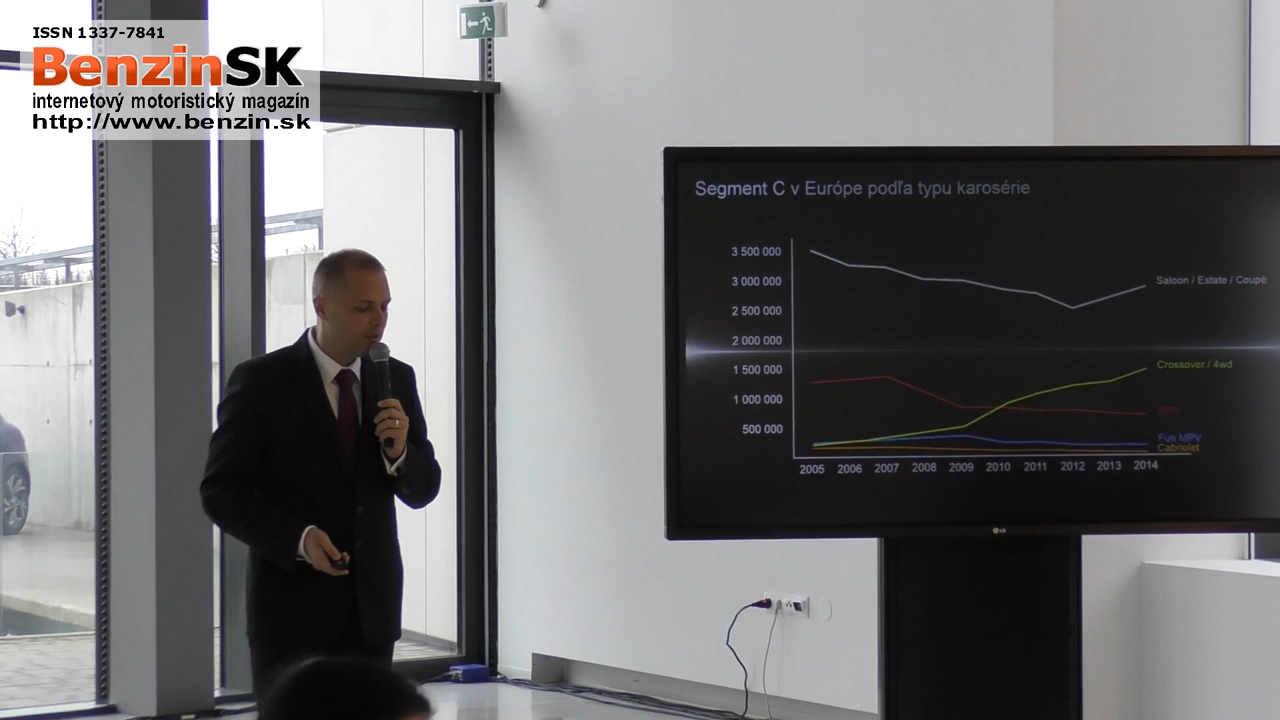 ISSN 1337-7841
BenzinSK
internetový motoristický magazín
http://www.benzin.sk
Segment C v Európe podľa typu karosérie
3 500 000
3 000 000
2 500 000
2 000 000
1 500 000
1 000 000
500 000
Saloon / Estate / Coupé
Crossover / 4wd
MPV
Fun MPV
Cabriolet
2005 2006 2007 2008 2009 2010 2011 2012 2013 2014
LG